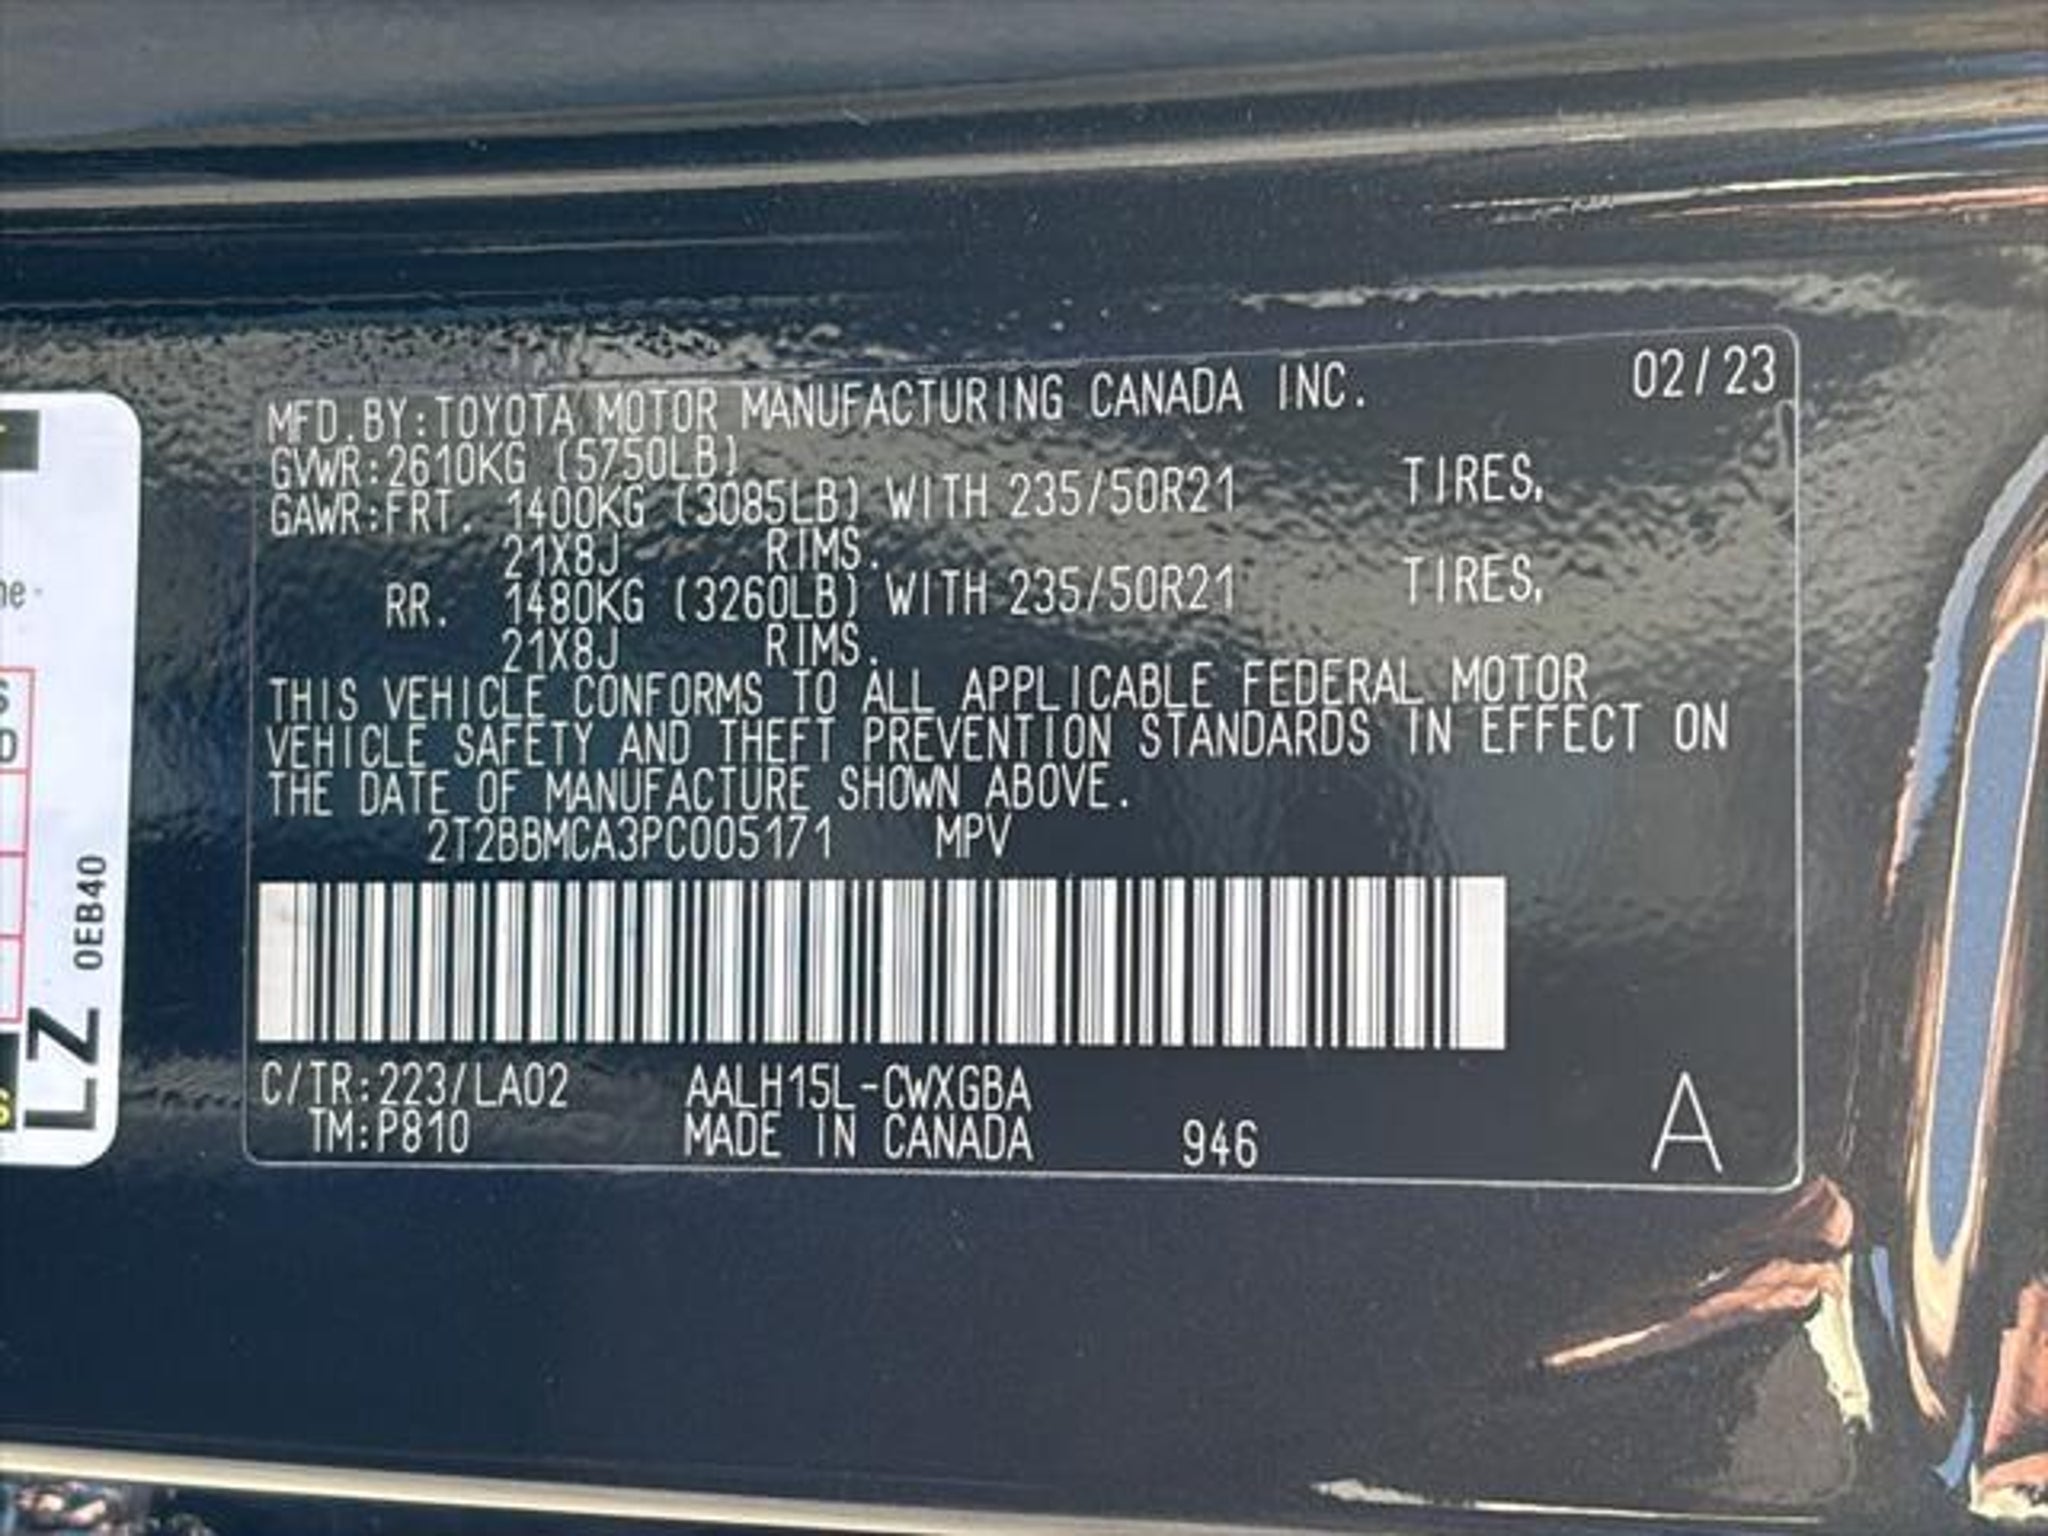 MFD.BY:TOYOTA MOTOR MANUFACTURING CANADA INC. 02/23
GVWR:2610KG (5750LB)
GAWR:FRT. 1400KG (3085LB) WITH 235/50R21 TIRES,
21X8J RIMS.
RR. 1480KG (3260LB) WITH 235/50R21 TIRES,
21X8J RIMS.
THIS VEHICLE CONFORMS TO ALL APPLICABLE FEDERAL MOTOR
VEHICLE SAFETY AND THEFT PREVENTION STANDARDS IN EFFECT ON
THE DATE OF MANUFACTURE SHOWN ABOVE.
2T2BBMCA3PC005171 MPV
C/TR:223/LA02 AALH15L-CWXGBA
TM:P810 MADE IN CANADA 946 A
0EB40
LZ